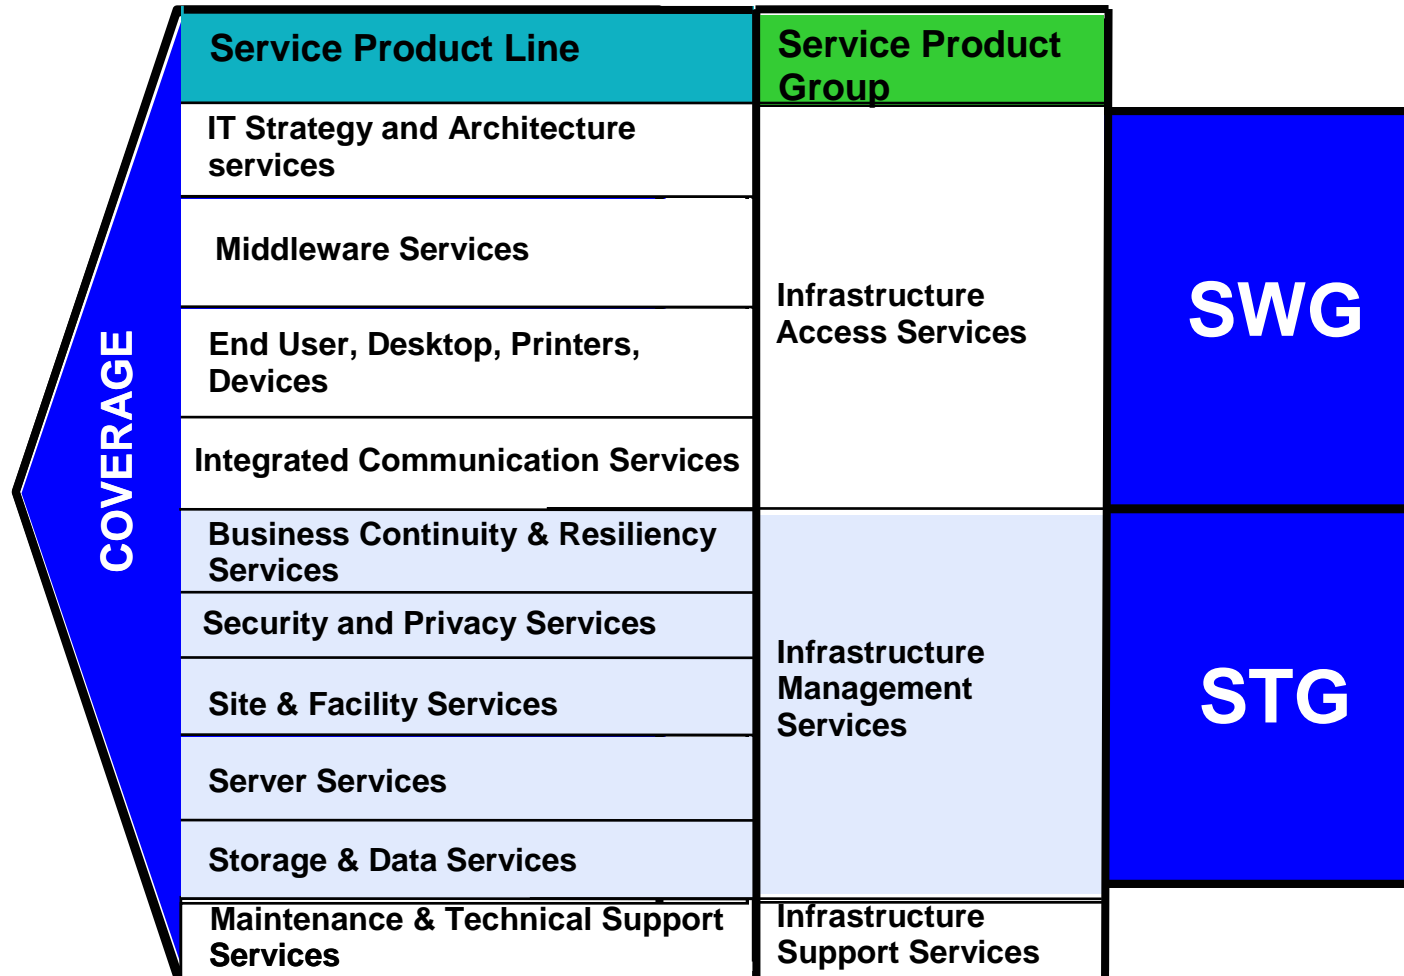 Service Product Line
Service Product
Group
IT Strategy and Architecture
services
Middleware Services
End User, Desktop, Printers,
Devices
Integrated Communication Services
Infrastructure
Access Services
SWG
COVERAGE
Business Continuity & Resiliency
Services
Security and Privacy Services
Site & Facility Services
Server Services
Storage & Data Services
Infrastructure
Management
Services
STG
Maintenance & Technical Support
Services
Infrastructure
Support Services